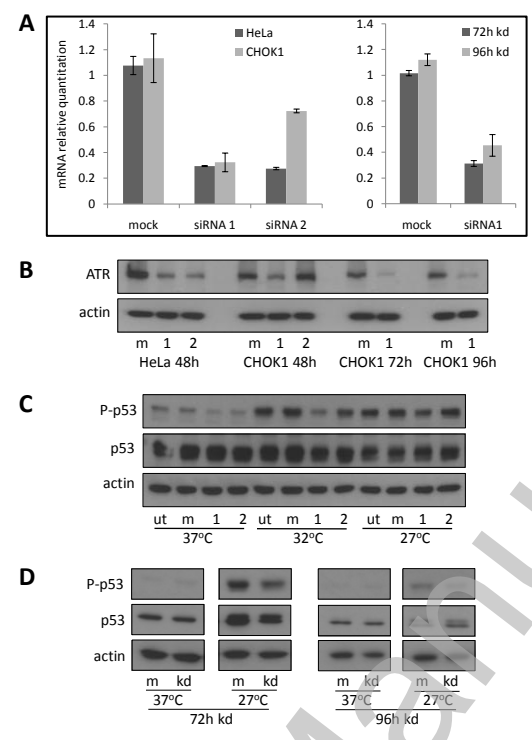 A
mRNA relative quantitation
1.4
1.2
1
0.8
0.6
0.4
0.2
0
HeLa
CHOK1
mock siRNA 1 siRNA 2
1.4
1.2
1
0.8
0.6
0.4
0.2
0
72h kd
96h kd
mock siRNA1
B
ATR
actin
m 1 2 m 1 2 m 1 m 1
HeLa 48h CHOK1 48h CHOK1 72h CHOK1 96h
C
P-p53
p53
actin
ut m 1 2 ut m 1 2 ut m 1 2
37°C 32°C 27°C
D
P-p53
p53
actin
m kd m kd m kd m kd
37°C 27°C 37°C 27°C
72h kd 96h kd